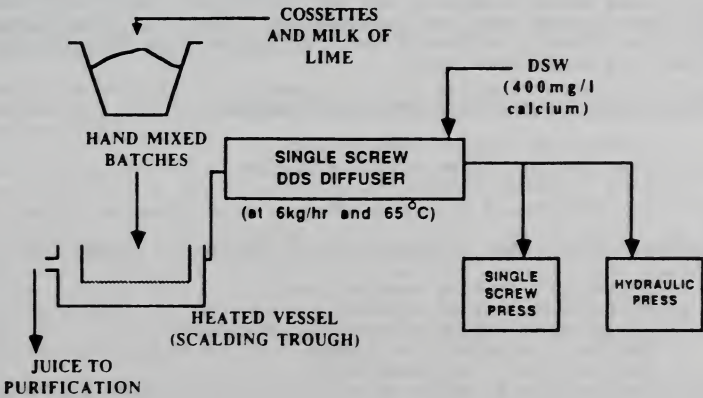 COSSETTES
AND MILK OF
LIME
DSW
(400mg/l
calcium)
HAND MIXED
BATCHES
SINGLE SCREW
DDS DIFFUSER
(at 6kg/hr and 65°C)
SINGLE
SCREW
PRESS
HYDRAULIC
PRESS
HEATED VESSEL
(SCALDING TROUGH)
JUICE TO
PURIFICATION